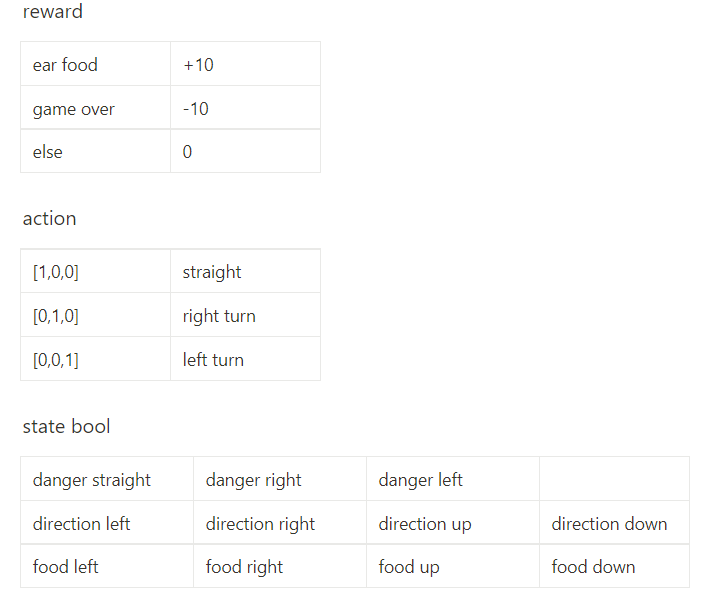 reward
ear food +10
game over -10
else 0
action
[1,0,0] straight
[0,1,0] right turn
[0,0,1] left turn
state bool
danger straight danger right danger left
direction left direction right direction up direction down
food left food right food up food down